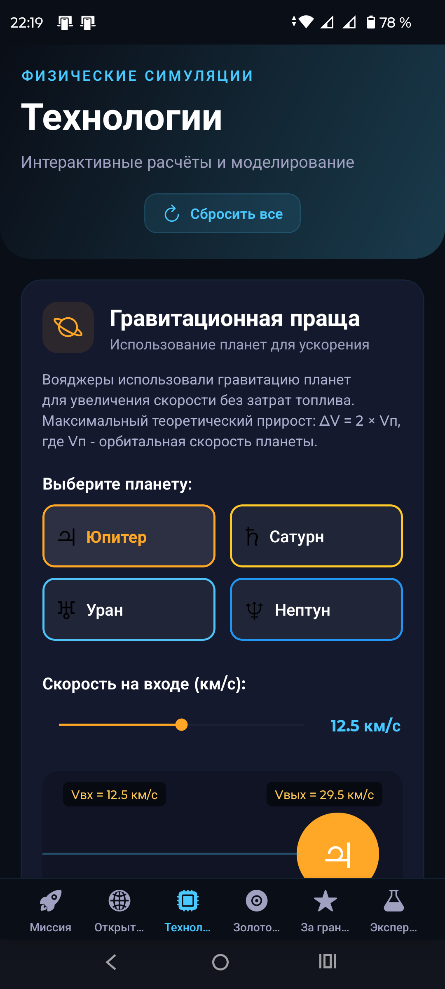 22:19 78 %
ФИЗИЧЕСКИЕ СИМУЛЯЦИИ
Технологии
Интерактивные расчёты и моделирование
Сбросить все
Гравитационная праща
Использование планет для ускорения
Вояджеры использовали гравитацию планет
для увеличения скорости без затрат топлива.
Максимальный теоретический прирост: ΔV = 2 × Vп,
где Vп - орбитальная скорость планеты.
Выберите планету:
♃ Юпитер
♄ Сатурн
♅ Уран
♆ Нептун
Скорость на входе (км/с):
12.5 км/с
Vвх = 12.5 км/с
Vвых = 29.5 км/с
♃
Миссия
Открыт...
Технол...
Золото...
За гран...
Экспер...